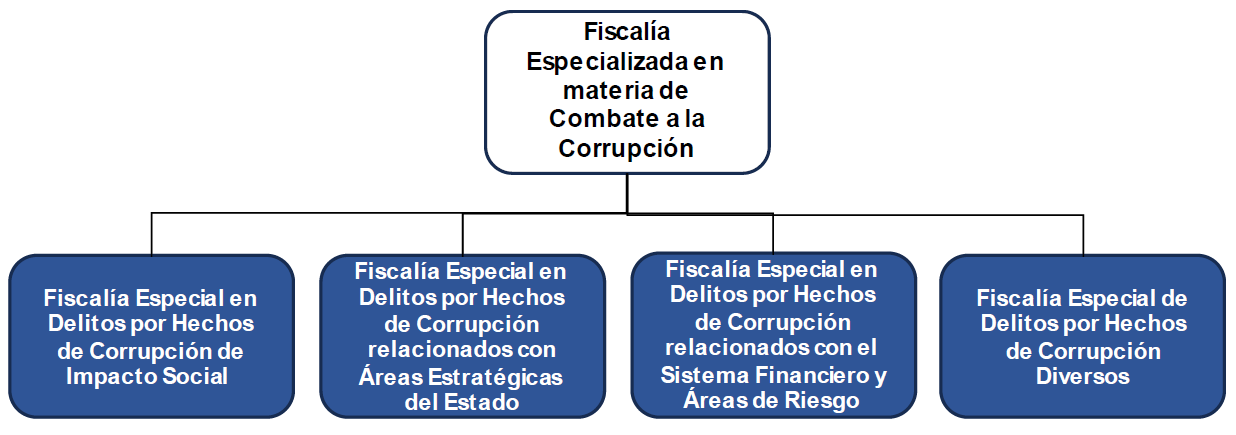 Fiscalía
Especializada en
materia de
Combate a la
Corrupción
Fiscalía Especial en
Delitos por Hechos
de Corrupción de
Impacto Social
Fiscalía Especial en
Delitos por Hechos
de Corrupción
relacionados con
Áreas Estratégicas
del Estado
Fiscalía Especial en
Delitos por Hechos
de Corrupción
relacionados con el
Sistema Financiero y
Áreas de Riesgo
Fiscalía Especial de
Delitos por Hechos
de Corrupción
Diversos